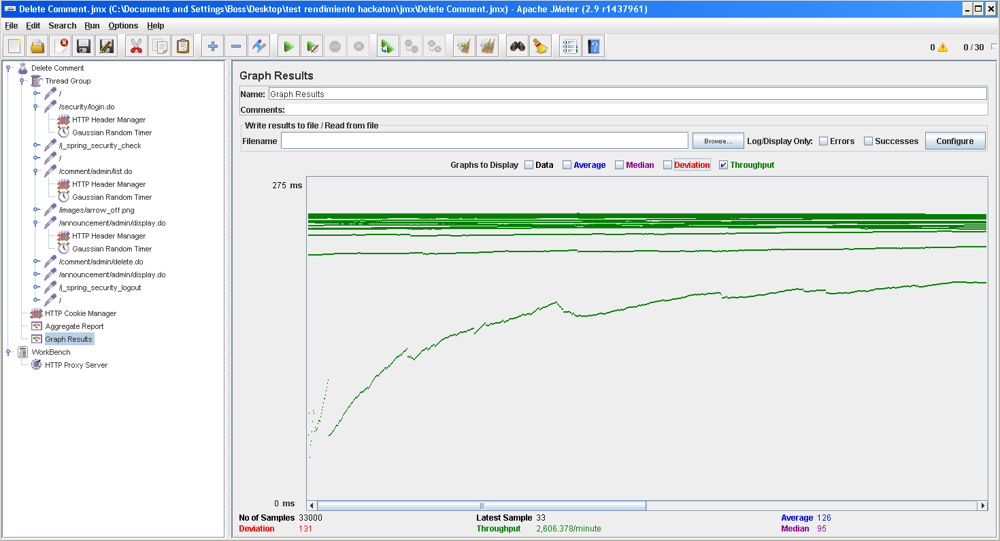 Delete Comment.jmx (C:\Documents and Settings\Boss\Desktop\test rendimiento hackaton\jmx\Delete Comment.jmx) - Apache JMeter (2.9 r1437961)
File Edit Search Run Options Help
0 0 / 30
Delete Comment
Thread Group
/
/security/login.do
HTTP Header Manager
Gaussian Random Timer
/j_spring_security_check
/
/comment/admin/list.do
HTTP Header Manager
Gaussian Random Timer
/images/arrow_off.png
/announcement/admin/display.do
HTTP Header Manager
Gaussian Random Timer
/comment/admin/delete.do
/announcement/admin/display.do
/j_spring_security_logout
/
HTTP Cookie Manager
Aggregate Report
Graph Results
WorkBench
HTTP Proxy Server
Graph Results
Name: Graph Results
Comments:
Write results to file / Read from file
Filename Browse... Log/Display Only: Errors Successes Configure
Graphs to Display Data Average Median Deviation Throughput
275 ms
0 ms
No of Samples 33000 Latest Sample 33 Average 126
Deviation 131 Throughput 2,606.378/minute Median 95